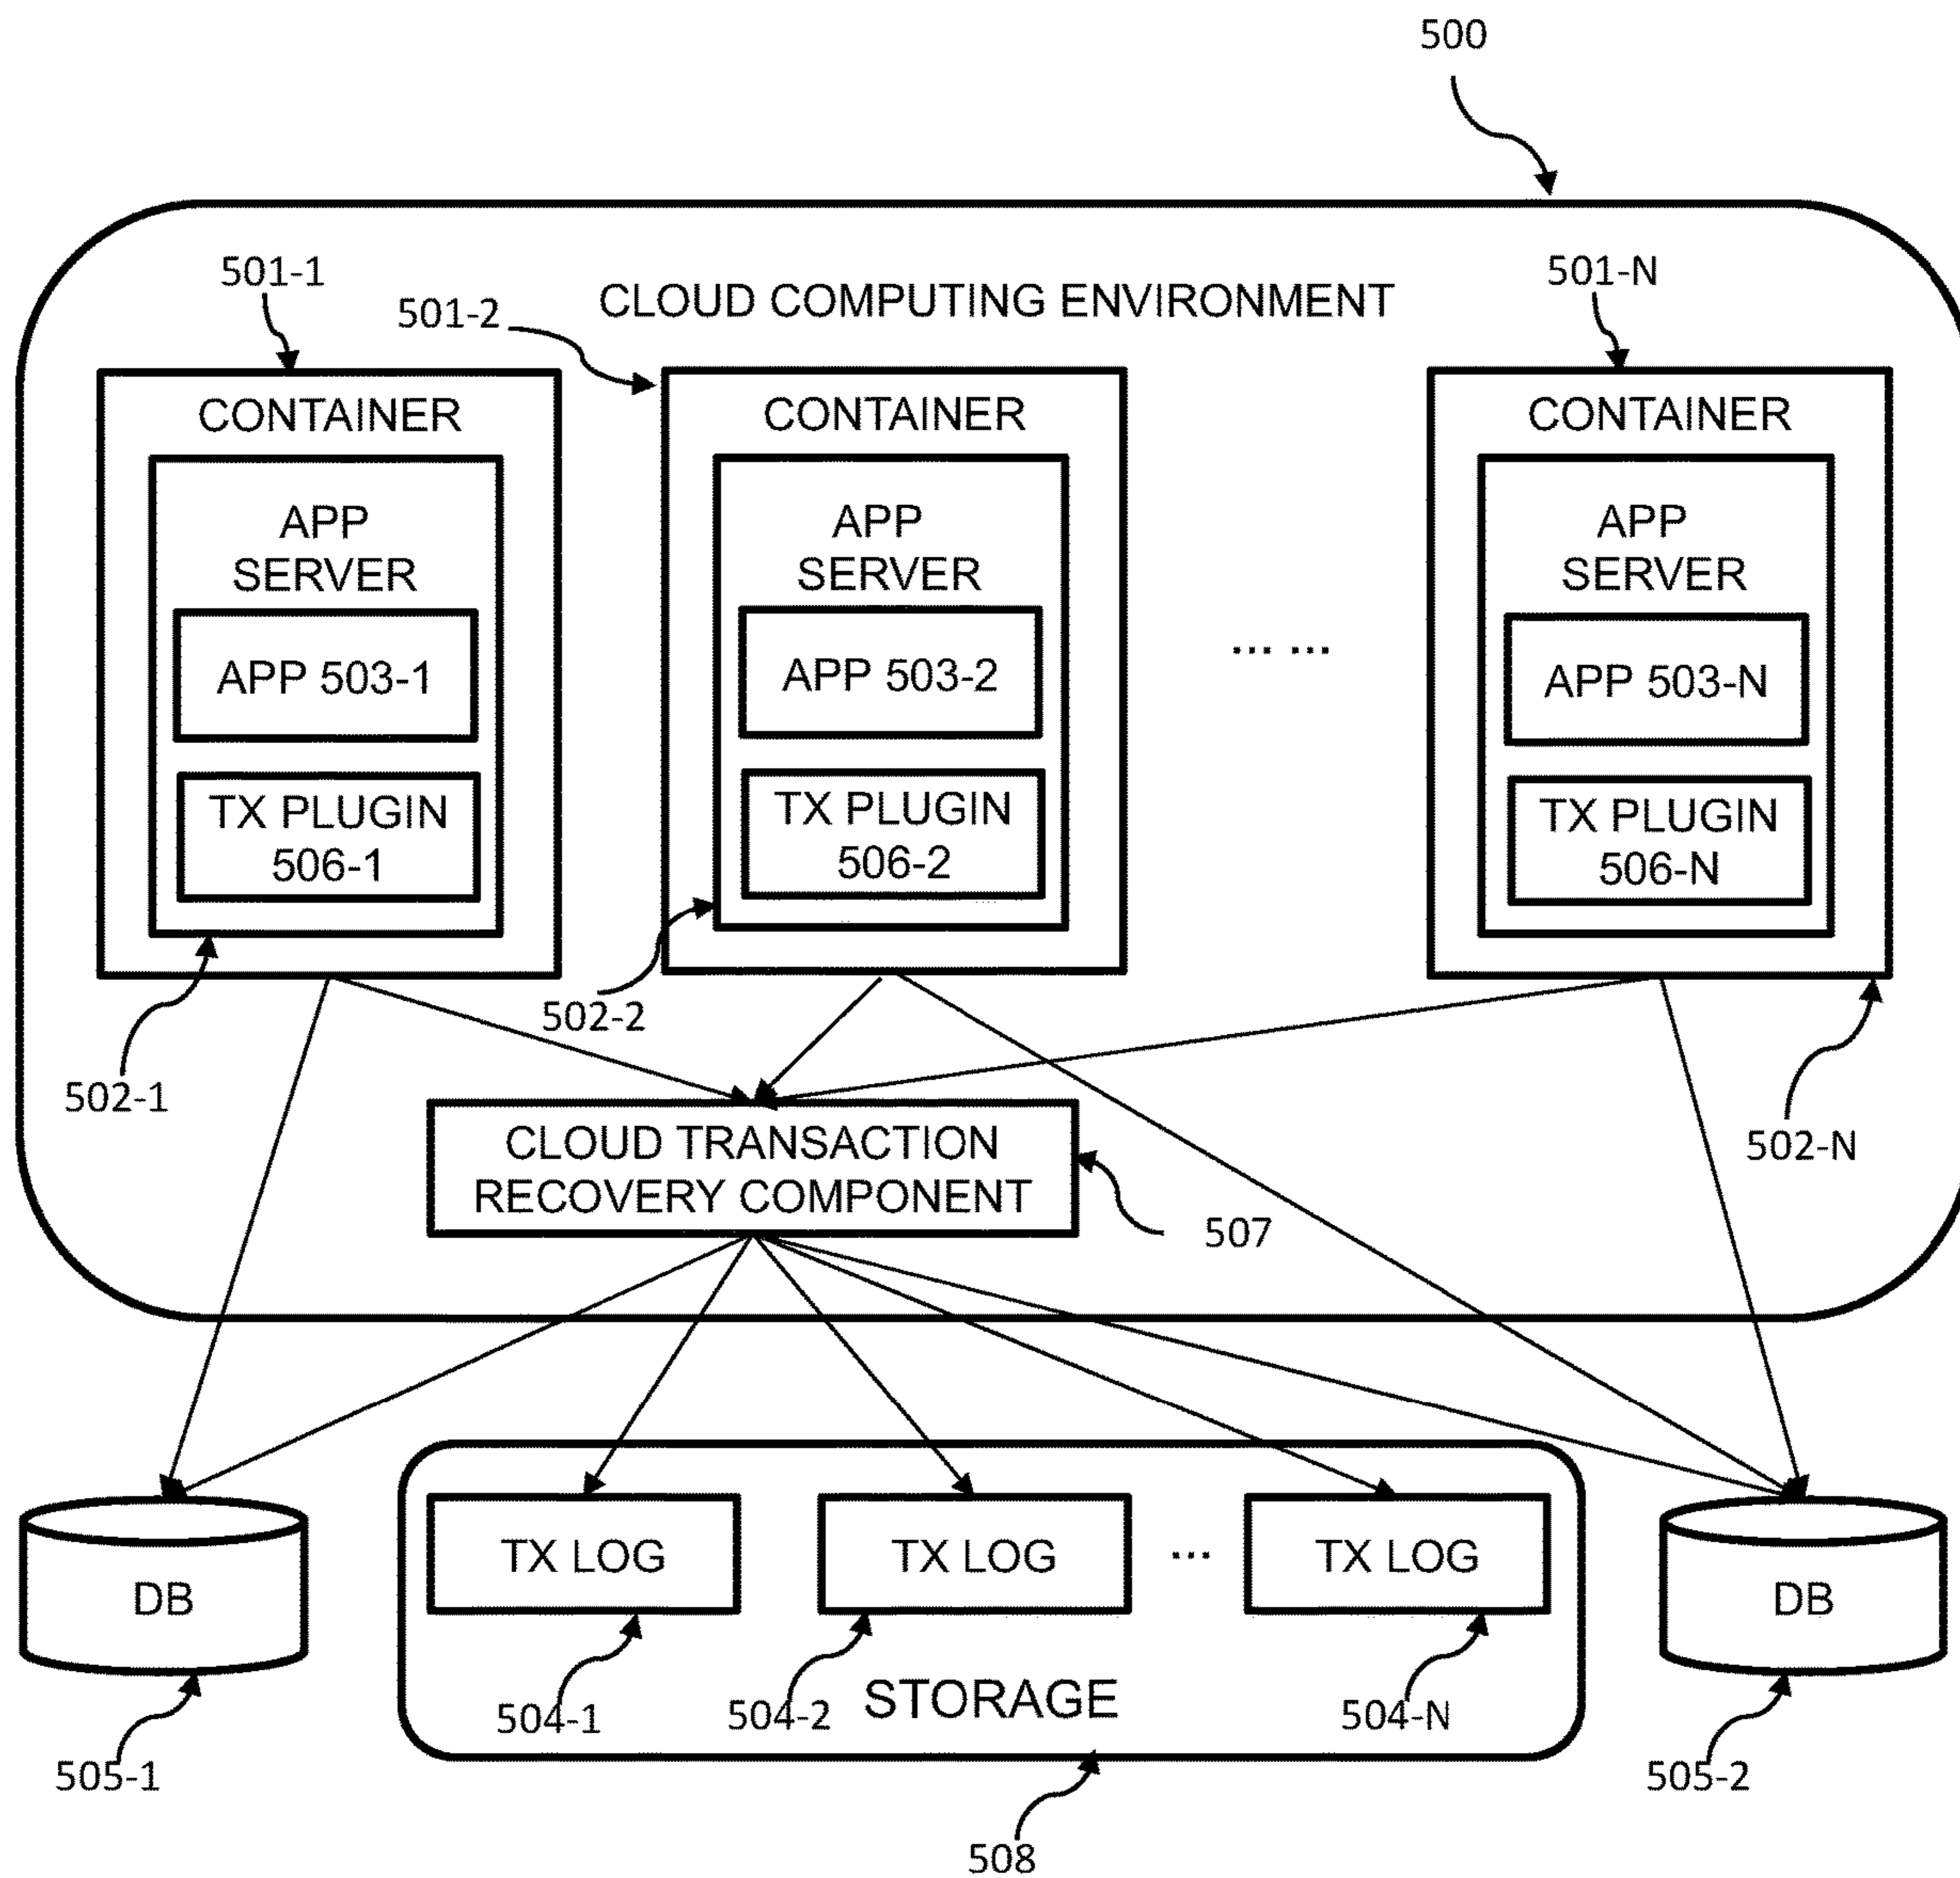 500
501-1
501-2
CLOUD COMPUTING ENVIRONMENT
501-N
CONTAINER
APP
SERVER
APP 503-1
TX PLUGIN
506-1
CONTAINER
APP
SERVER
APP 503-2
TX PLUGIN
506-2
... ...
CONTAINER
APP
SERVER
APP 503-N
TX PLUGIN
506-N
502-1
502-2
502-N
CLOUD TRANSACTION
RECOVERY COMPONENT
507
DB
505-1
TX LOG
TX LOG
...
TX LOG
504-1
504-2
STORAGE
504-N
DB
505-2
508